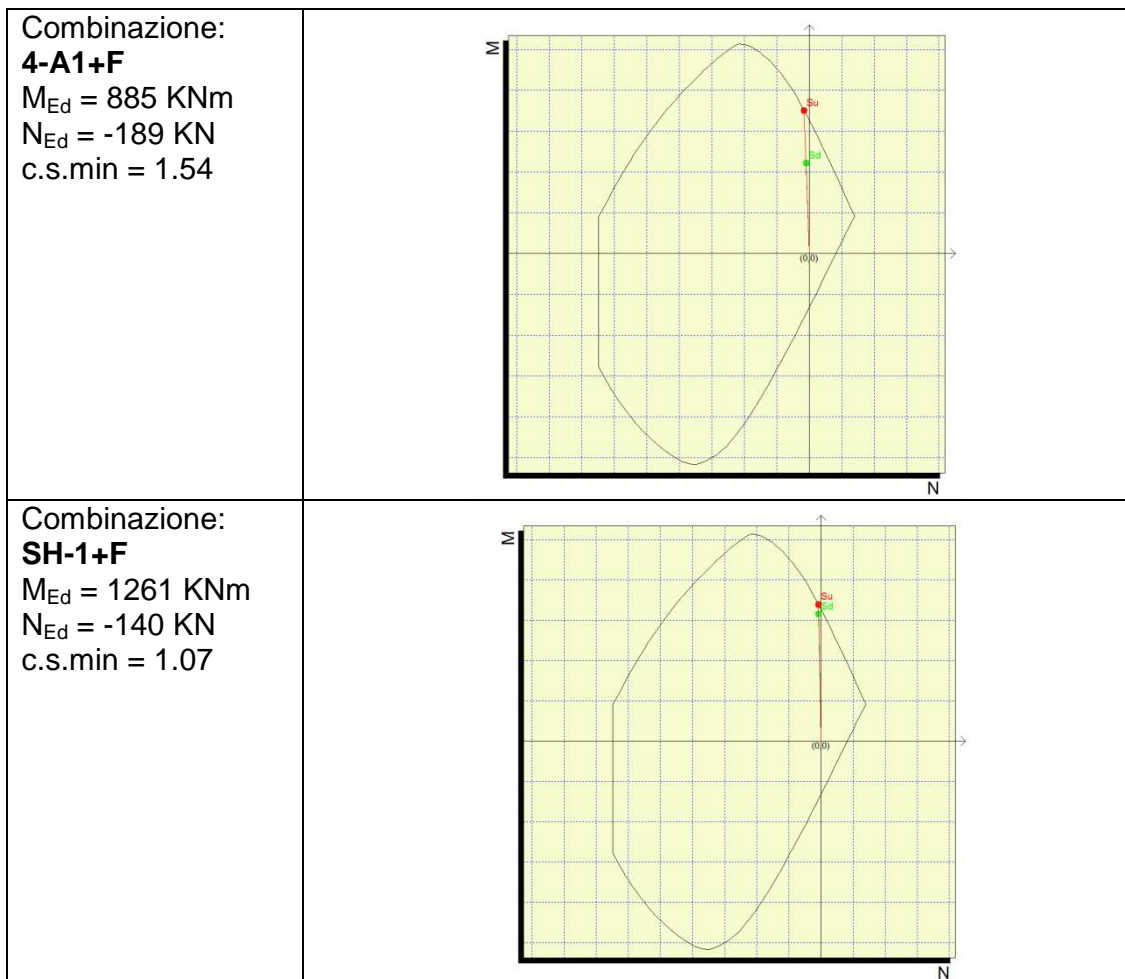 Combinazione:
4-A1+F
MEd = 885 KNm
NEd = -189 KN
c.s.min = 1.54
M
Su
Sd
(0;0)
N
Combinazione:
SH-1+F
MEd = 1261 KNm
NEd = -140 KN
c.s.min = 1.07
M
Su
Sd
(0;0)
N